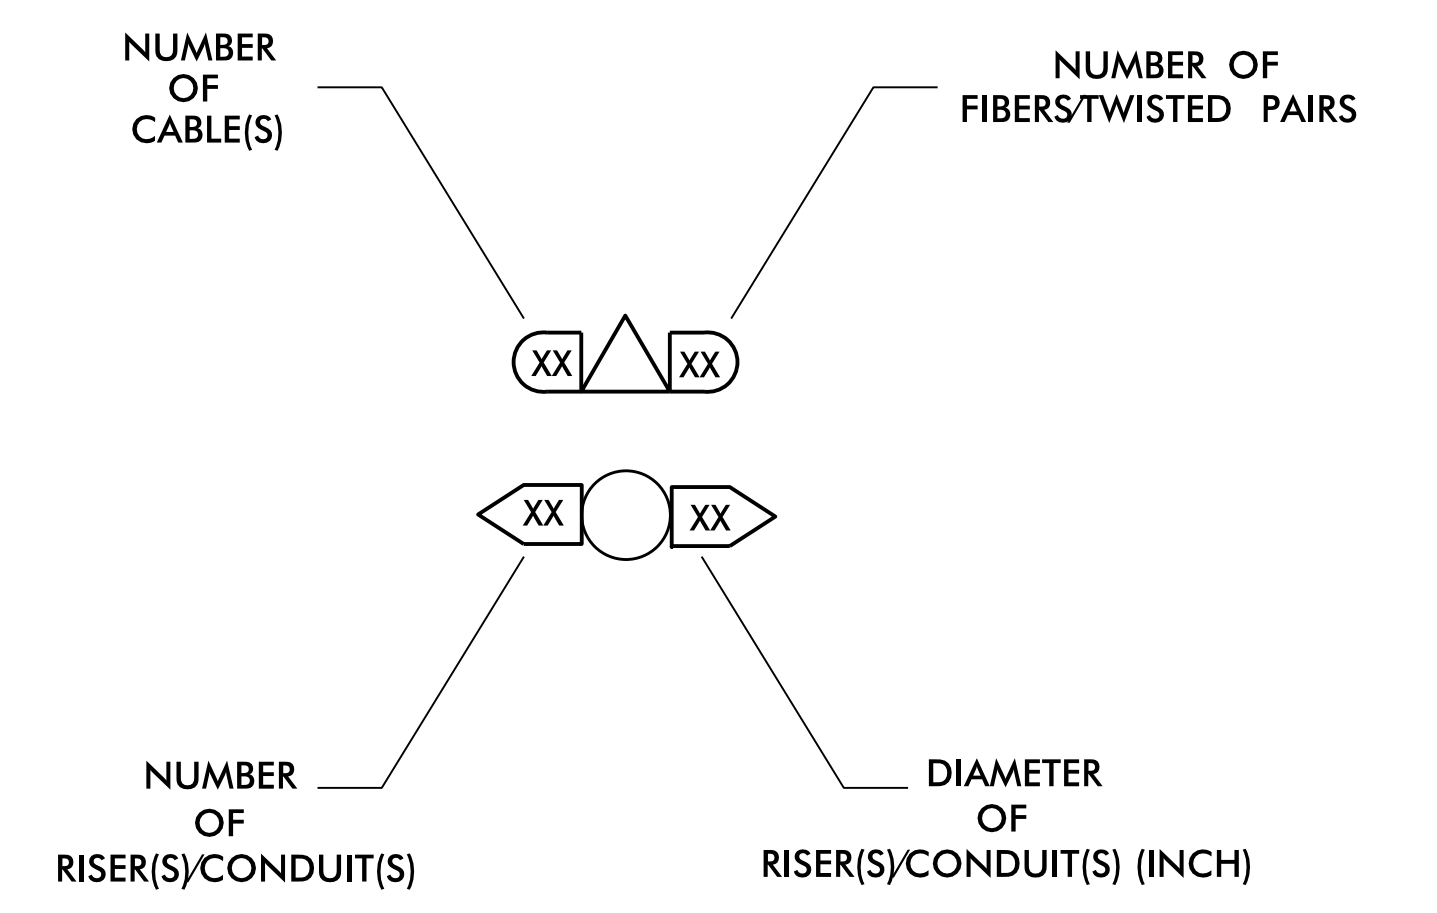 NUMBER
OF
CABLE(S)
NUMBER OF
FIBERS/TWISTED PAIRS
XX
XX
XX
XX
NUMBER
OF
RISER(S)/CONDUIT(S)
DIAMETER
OF
RISER(S)/CONDUIT(S) (INCH)